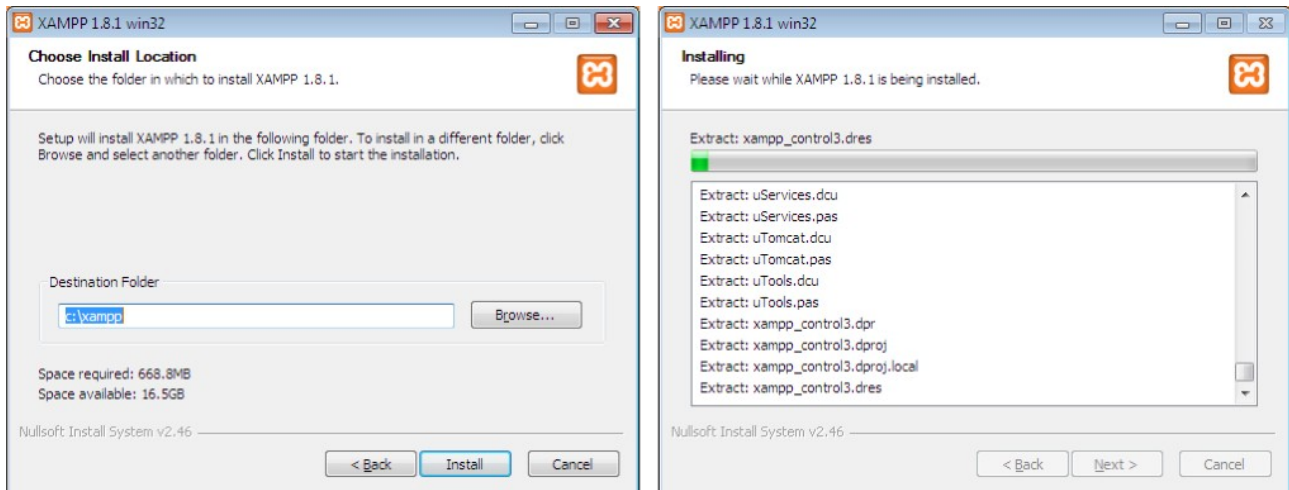 XAMPP 1.8.1 win32
Choose Install Location
Choose the folder in which to install XAMPP 1.8.1.
Setup will install XAMPP 1.8.1 in the following folder. To install in a different folder, click
Browse and select another folder. Click Install to start the installation.
Destination Folder
c:\xampp
Browse...
Space required: 668.8MB
Space available: 16.5GB
Nullsoft Install System v2.46
< Back
Install
Cancel
XAMPP 1.8.1 win32
Installing
Please wait while XAMPP 1.8.1 is being installed.
Extract: xampp_control3.dres
Extract: uServices.dcu
Extract: uServices.pas
Extract: uTomcat.dcu
Extract: uTomcat.pas
Extract: uTools.dcu
Extract: uTools.pas
Extract: xampp_control3.dpr
Extract: xampp_control3.dproj
Extract: xampp_control3.dproj.local
Extract: xampp_control3.dres
Nullsoft Install System v2.46
< Back
Next >
Cancel